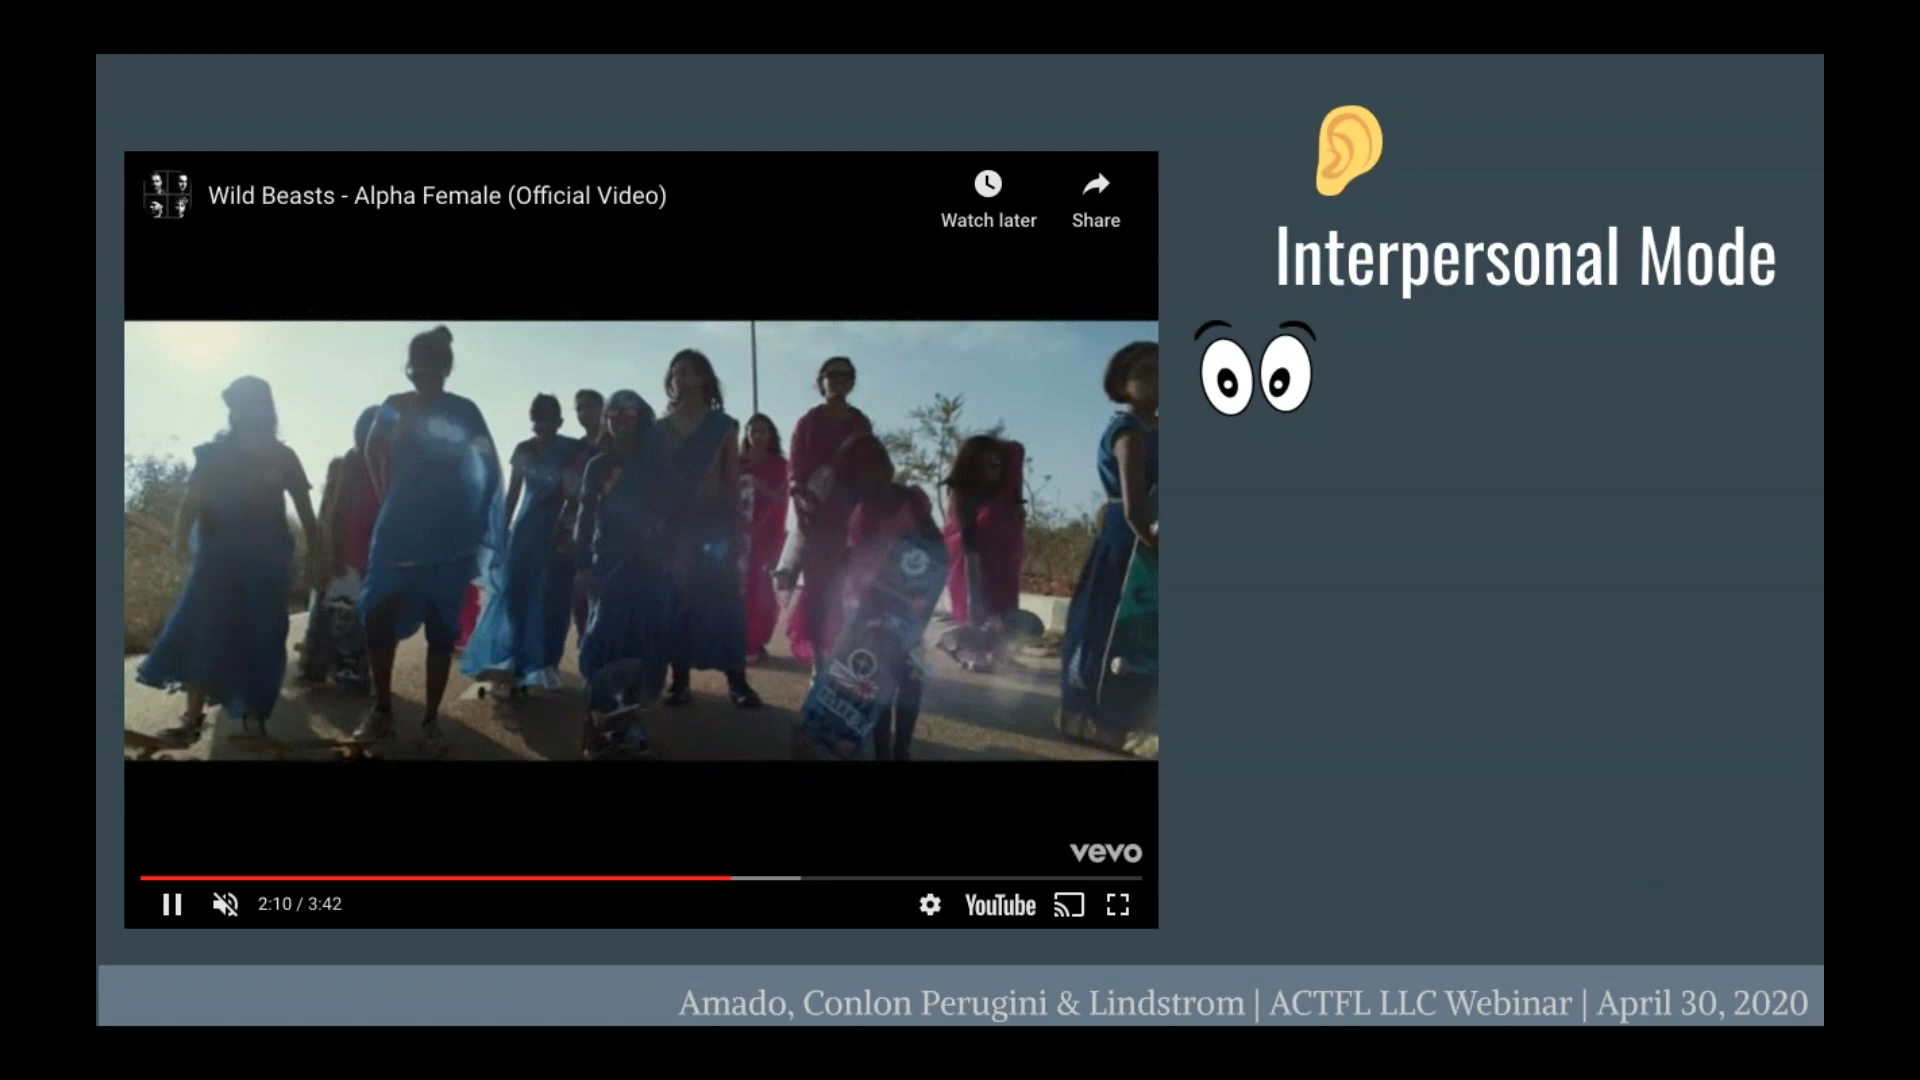 Wild Beasts - Alpha Female (Official Video)
Watch later
Share
Interpersonal Mode
vevo
2:10 / 3:42
YouTube
Amado, Conlon Perugini & Lindstrom | ACTFL LLC Webinar | April 30, 2020